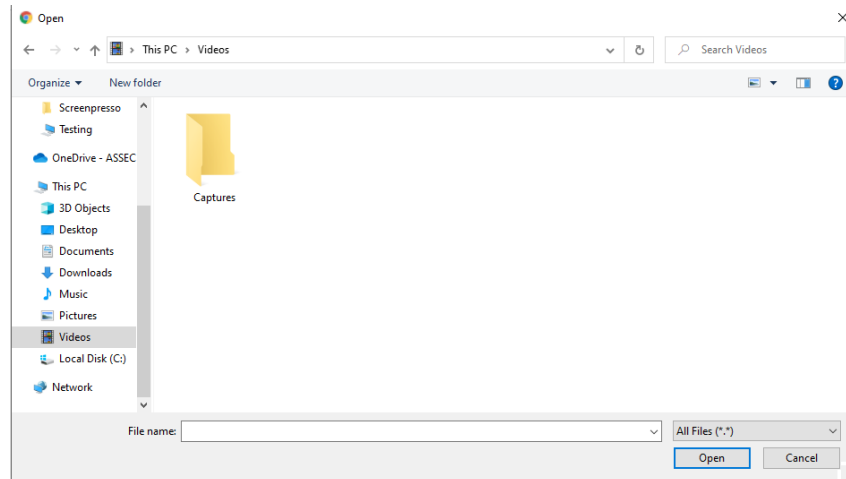 Open
This PC > Videos
Search Videos
Organize
New folder
Screenpresso
Testing
OneDrive - ASSEC
This PC
3D Objects
Desktop
Documents
Downloads
Music
Pictures
Videos
Local Disk (C:)
Network
Captures
File name:
All Files (*.*)
Open
Cancel